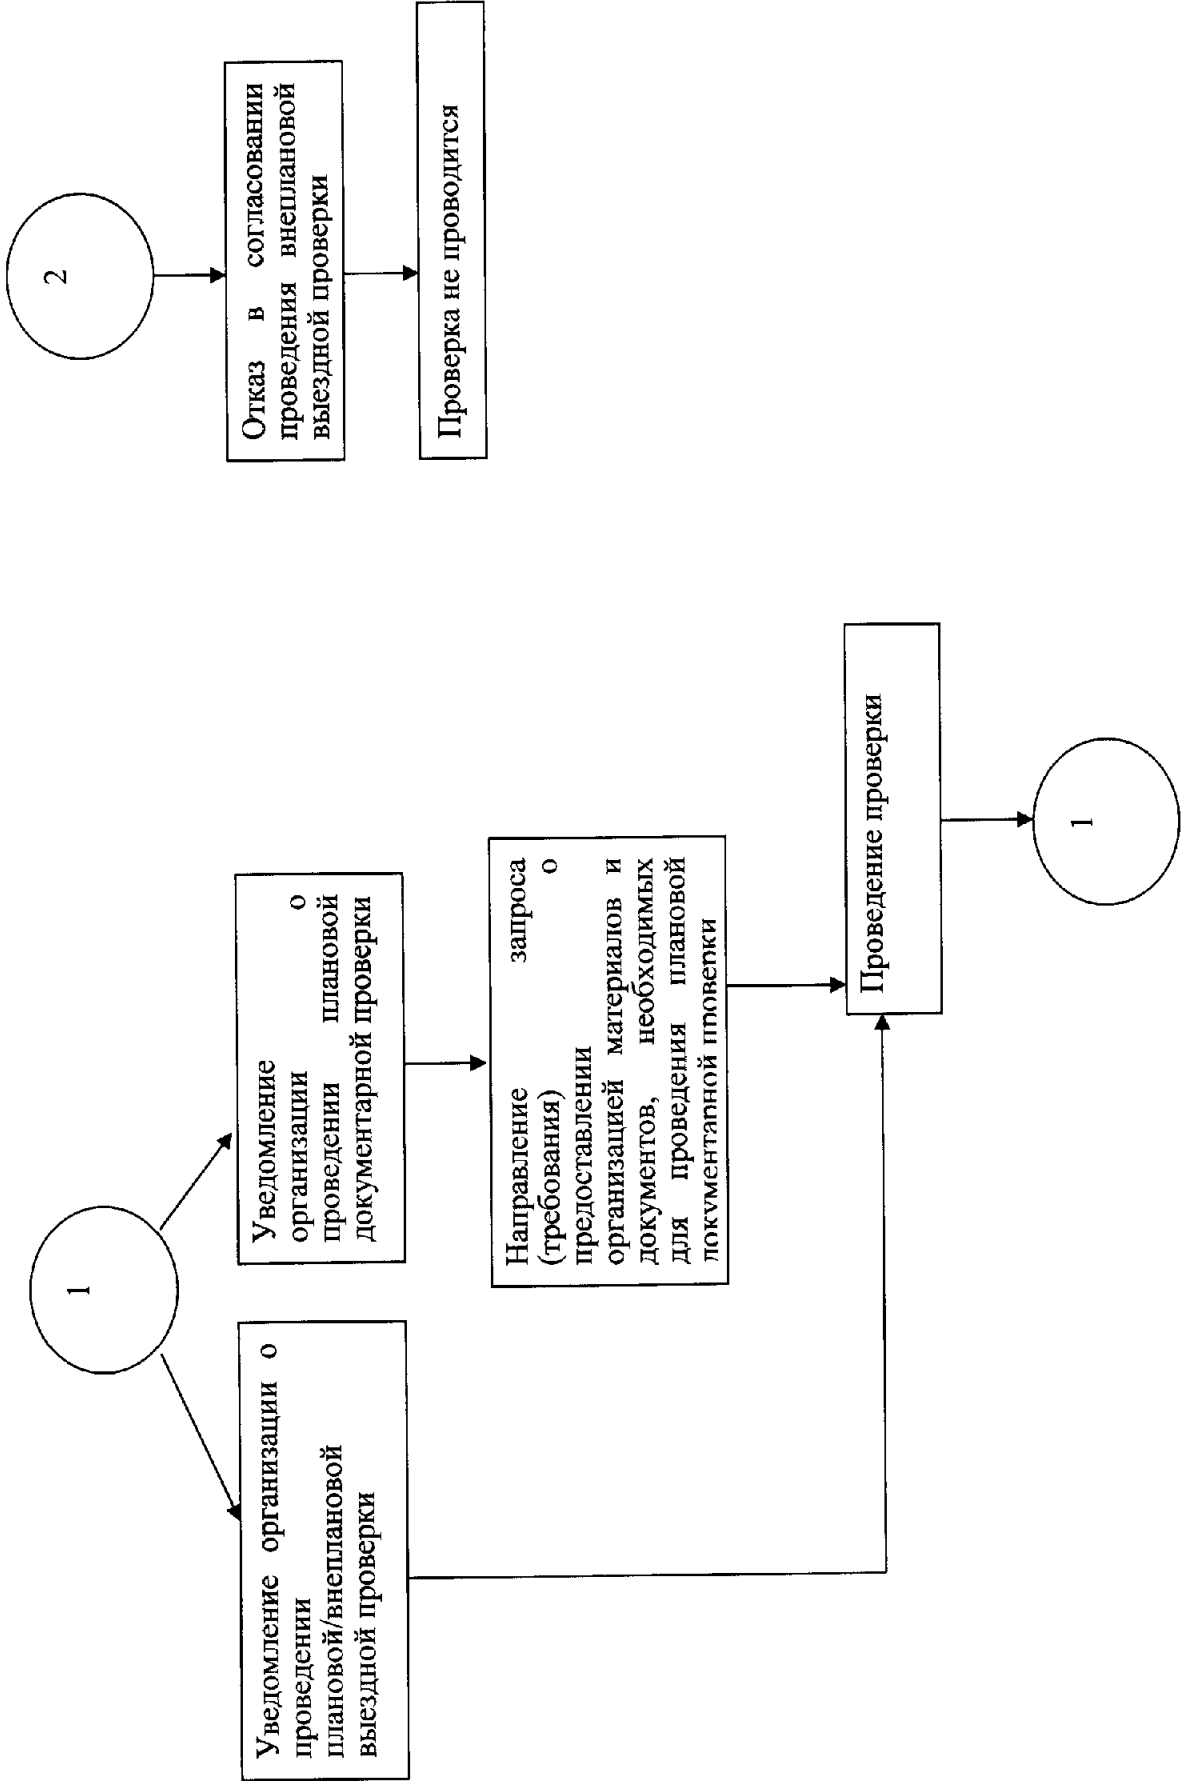 1
Уведомление организации о
проведении
плановой/внеплановой
выездной проверки
Уведомление
организации о
проведении плановой
документарной проверки
Направление запроса
(требования) о
предоставлении
организацией материалов и
документов, необходимых
для проведения плановой
документарной проверки
Проведение проверки
1
2
Отказ в согласовании
проведения внеплановой
выездной проверки
Проверка не проводится